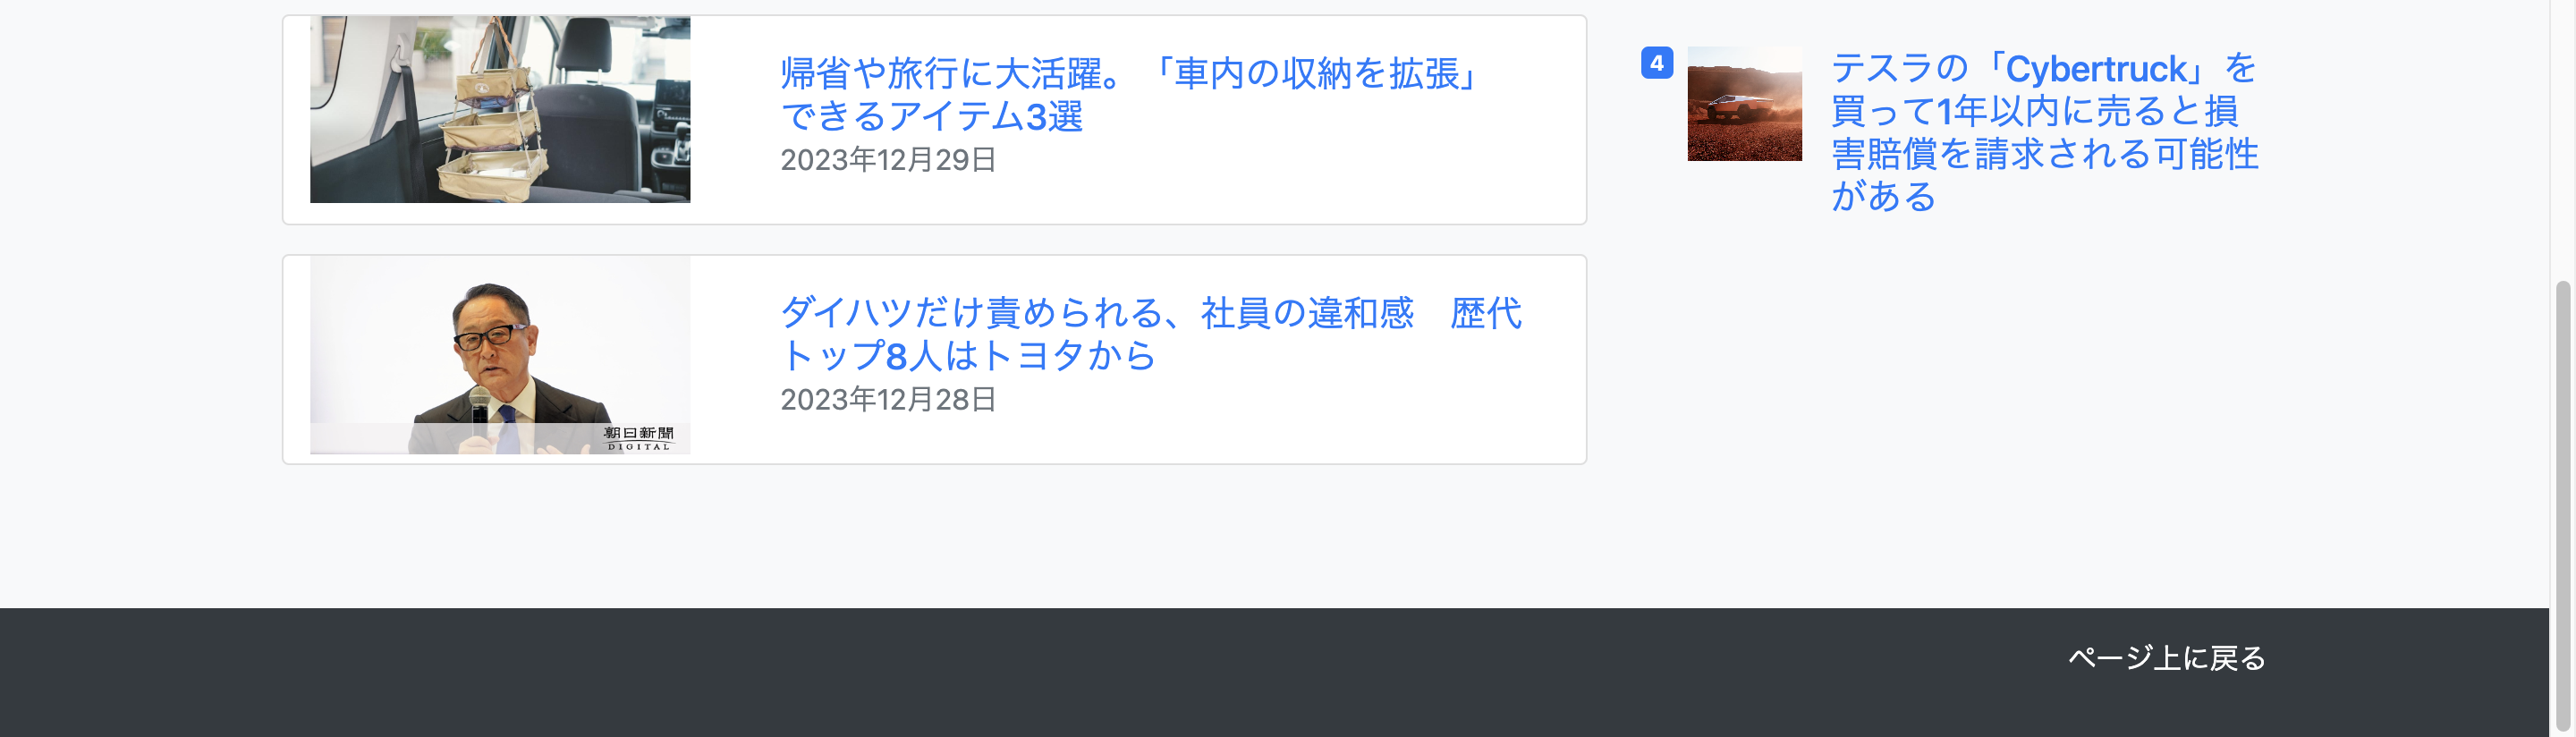 帰省や旅行に大活躍。「車内の収納を拡張」
できるアイテム3選
2023年12月29日
ダイハツだけ責められる、社員の違和感　歴代
トップ8人はトヨタから
2023年12月28日
朝日新聞
DIGITAL
4
テスラの「Cybertruck」を
買って1年以内に売ると損
害賠償を請求される可能性
がある
ページ上に戻る